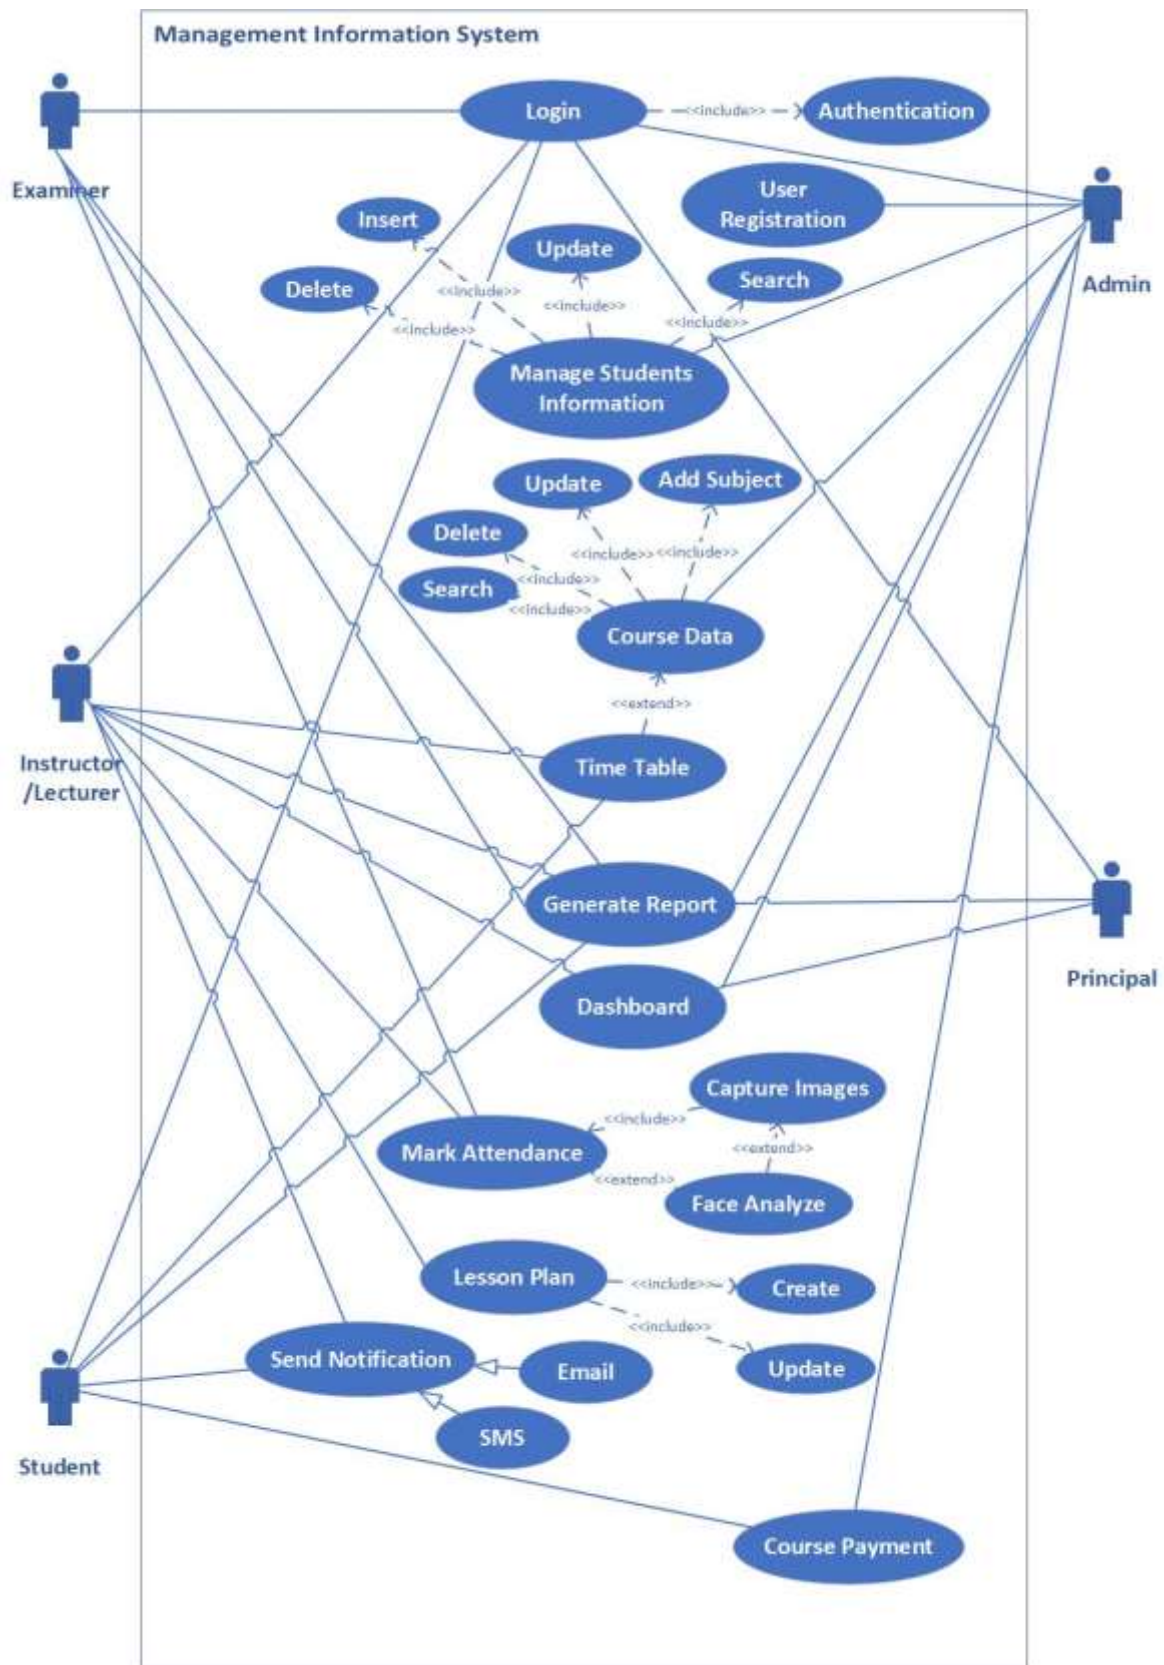 Management Information System
Login
<<include>>
Authentication
Examiner
User
Registration
Insert
Update
Search
Admin
Delete
<<include>>
<<include>>
<<include>>
<<include>>
Manage Students
Information
Update
Add Subject
Delete
<<include>>
<<include>>
Search
<<include>>
<<include>>
Course Data
<<extend>>
Instructor
/Lecturer
Time Table
Generate Report
Principal
Dashboard
Capture Images
<<include>>
Mark Attendance
<<extend>>
<<extend>>
Face Analyze
Lesson Plan
<<include>>
Create
<<include>>
Update
Send Notification
Email
SMS
Student
Course Payment